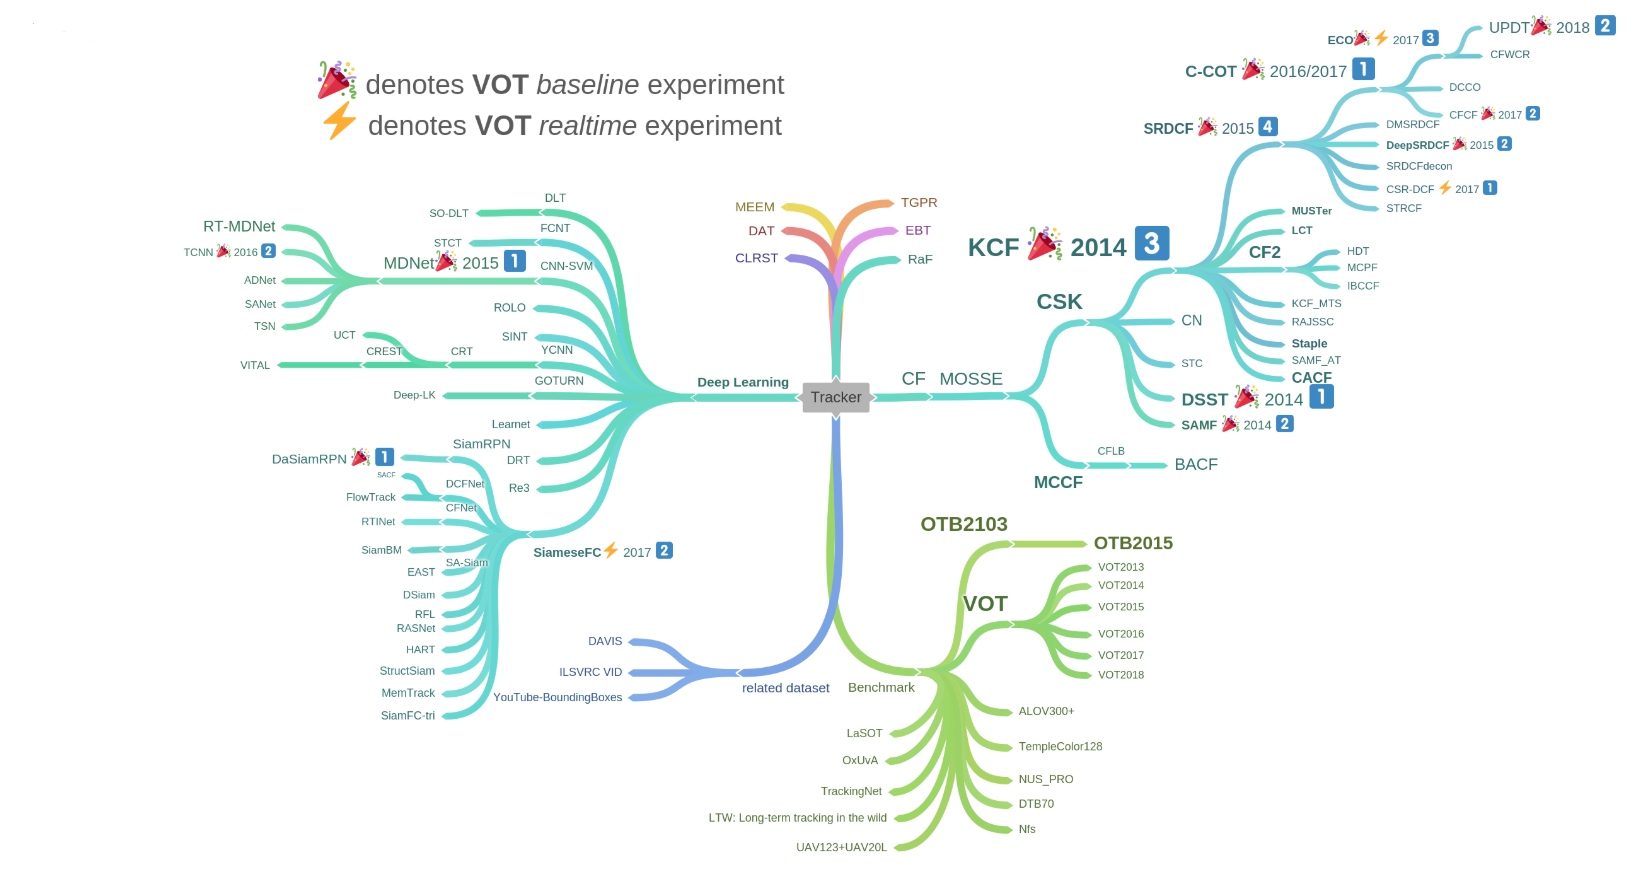 🎉 denotes VOT baseline experiment
⚡ denotes VOT realtime experiment
Tracker
MEEM
DAT
CLRST
TGPR
EBT
RaF
Deep Learning
DLT
SO-DLT
FCNT
STCT
CNN-SVM
MDNet🎉 2015 1️⃣
RT-MDNet
TCNN 🎉 2016 2️⃣
ADNet
SANet
TSN
ROLO
SINT
YCNN
CRT
CREST
UCT
VITAL
GOTURN
Deep-LK
Learnet
DRT
Re3
SiameseFC⚡ 2017 2️⃣
SiamRPN
DaSiamRPN 🎉 1️⃣
DCFNet
SACF
FlowTrack
CFNet
RTINet
SiamBM
SA-Siam
EAST
DSiam
RFL
RASNet
HART
StructSiam
MemTrack
SiamFC-tri
CF
MOSSE
CSK
KCF 🎉 2014 3️⃣
SRDCF 🎉 2015 4️⃣
C-COT 🎉 2016/2017 1️⃣
ECO🎉 ⚡ 2017 3️⃣
UPDT🎉 2018 2️⃣
CFWCR
DCCO
CFCF 🎉 2017 2️⃣
DMSRDCF
DeepSRDCF 🎉 2015 2️⃣
SRDCFdecon
CSR-DCF ⚡ 2017 1️⃣
STRCF
MUSTer
LCT
CF2
HDT
MCPF
IBCCF
KCF_MTS
RAJSSC
Staple
SAMF_AT
CACF
CN
STC
DSST 🎉 2014 1️⃣
SAMF 🎉 2014 2️⃣
MCCF
CFLB
BACF
related dataset
DAVIS
ILSVRC VID
YouTube-BoundingBoxes
Benchmark
OTB2103
OTB2015
VOT
VOT2013
VOT2014
VOT2015
VOT2016
VOT2017
VOT2018
ALOV300+
TempleColor128
NUS_PRO
DTB70
Nfs
LaSOT
OxUvA
TrackingNet
LTW: Long-term tracking in the wild
UAV123+UAV20L